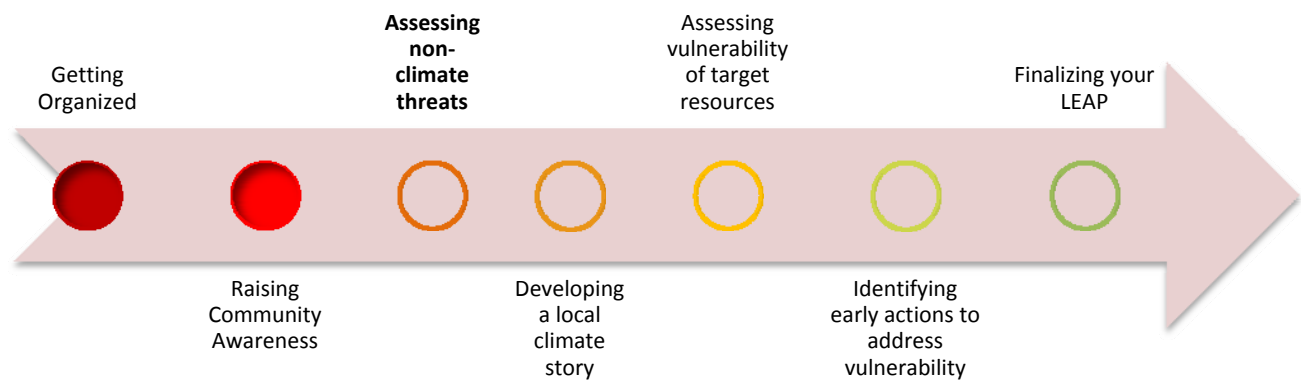 Getting
Organized
Raising
Community
Awareness
Assessing
non-
climate
threats
Developing
a local
climate
story
Assessing
vulnerability
of target
resources
Identifying
early actions to
address
vulnerability
Finalizing your
LEAP